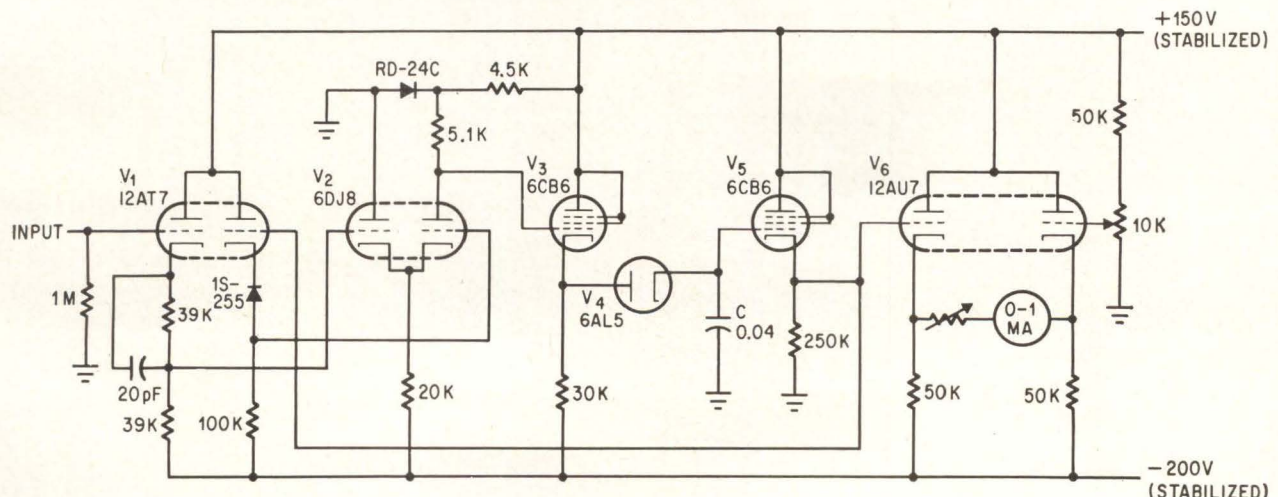 +150V
(STABILIZED)
RD-24C
4.5K
5.1K
50K
V1
12AT7
V2
6DJ8
V3
6CB6
V5
6CB6
V6
12AU7
INPUT
10K
1M
39K
1S-
255
V4
6AL5
C
0.04
0-1
MA
20pF
39K
100K
20K
30K
250K
50K
50K
-200V
(STABILIZED)